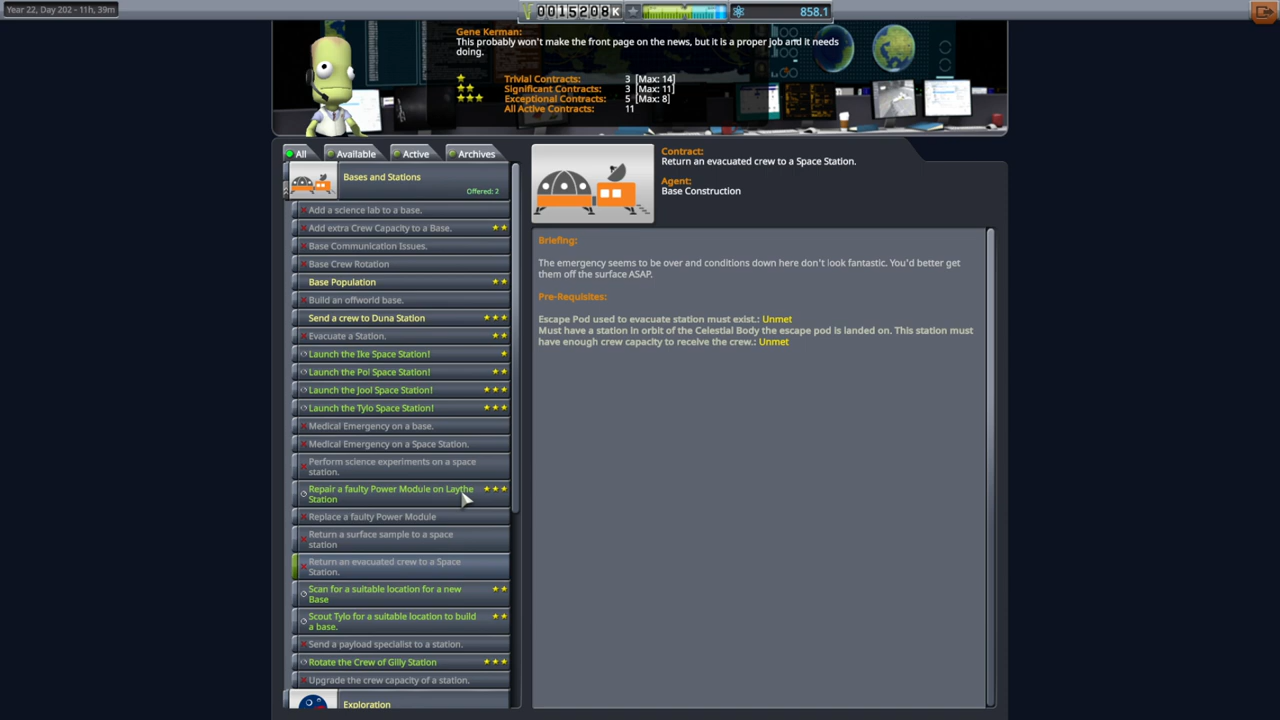 Year 22, Day 202 - 11h, 39m
0015208K
858.1
Gene Kerman:
This probably won't make the front page on the news, but it is a proper job and it needs
doing.
Trivial Contracts: 3 [Max: 14]
Significant Contracts: 3 [Max: 11]
Exceptional Contracts: 5 [Max: 8]
All Active Contracts: 11
All
Available
Active
Archives
Bases and Stations
Offered: 2
Add a science lab to a base.
Add extra Crew Capacity to a Base.
Base Communication Issues.
Base Crew Rotation
Base Population
Build an offworld base.
Send a crew to Duna Station
Evacuate a Station.
Launch the Ike Space Station!
Launch the Pol Space Station!
Launch the Jool Space Station!
Launch the Tylo Space Station!
Medical Emergency on a base.
Medical Emergency on a Space Station.
Perform science experiments on a space
station.
Repair a faulty Power Module on Laythe
Station
Replace a faulty Power Module
Return a surface sample to a space
station
Return an evacuated crew to a Space
Station.
Scan for a suitable location for a new
Base
Scout Tylo for a suitable location to build
a base.
Send a payload specialist to a station.
Rotate the Crew of Gilly Station
Upgrade the crew capacity of a station.
Exploration
Contract:
Return an evacuated crew to a Space Station.
Agent:
Base Construction
Briefing:
The emergency seems to be over and conditions down here don't look fantastic. You'd better get
them off the surface ASAP.
Pre-Requisites:
Escape Pod used to evacuate station must exist.: Unmet
Must have a station in orbit of the Celestial Body the escape pod is landed on. This station must
have enough crew capacity to receive the crew.: Unmet